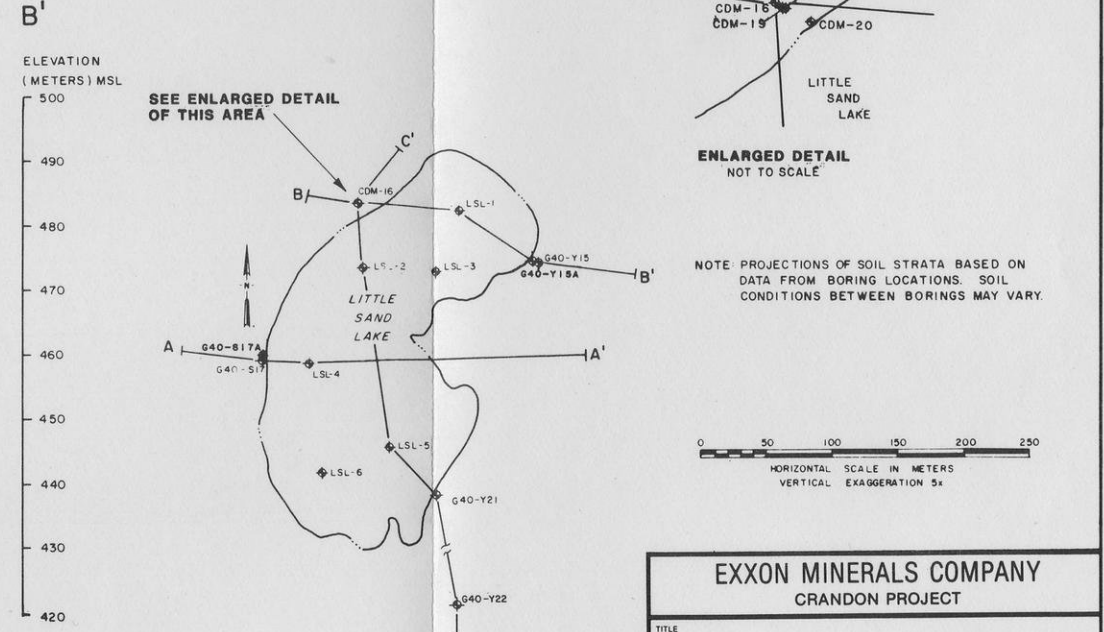 B'
ELEVATION
(METERS) MSL
500
490
480
470
460
450
440
430
420
SEE ENLARGED DETAIL
OF THIS AREA
C'
B
CDM-16
LSL-1
LSL-2
LSL-3
G40-Y15
G40-Y15A
B'
N
LITTLE
SAND
LAKE
A
G40-S17A
G40-S17
LSL-4
A'
LSL-5
LSL-6
G40-Y21
G40-Y22
CDM-16
CDM-19
CDM-20
LITTLE
SAND
LAKE
ENLARGED DETAIL
NOT TO SCALE
NOTE: PROJECTIONS OF SOIL STRATA BASED ON
DATA FROM BORING LOCATIONS. SOIL
CONDITIONS BETWEEN BORINGS MAY VARY.
0 50 100 150 200 250
HORIZONTAL SCALE IN METERS
VERTICAL EXAGGERATION 5x
EXXON MINERALS COMPANY
CRANDON PROJECT
TITLE